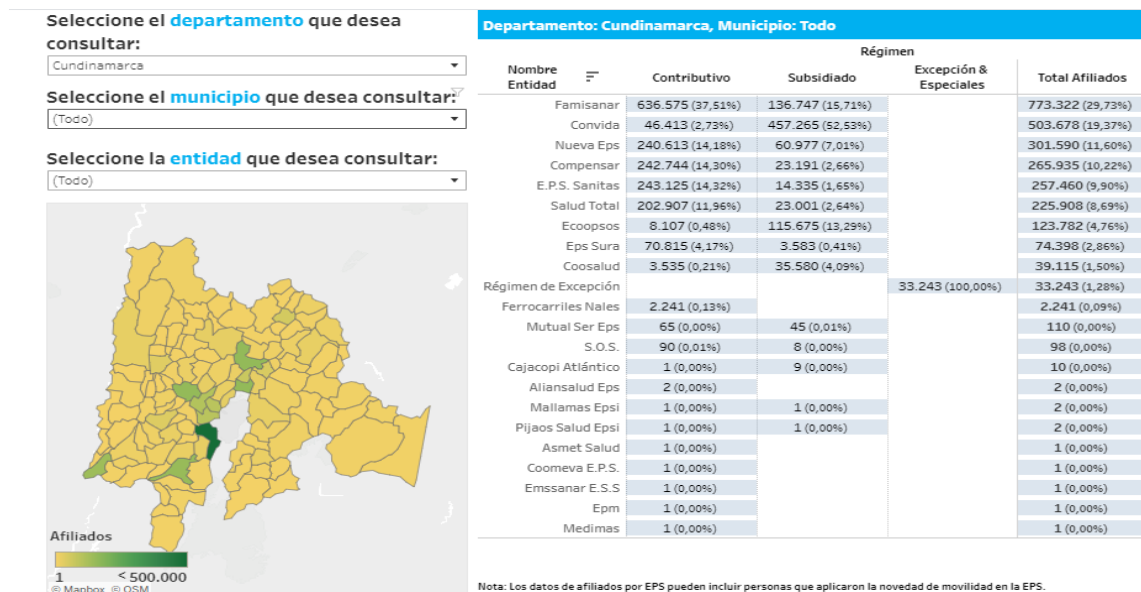 Seleccione el departamento que desea
consultar:
Cundinamarca
Seleccione el municipio que desea consultar:
(Todo)
Seleccione la entidad que desea consultar:
(Todo)
Afiliados
1 < 500.000
© Mapbox © OSM
Departamento: Cundinamarca, Municipio: Todo
Régimen
Nombre Entidad Contributivo Subsidiado Excepción & Especiales Total Afiliados
Famisanar 636.575 (37,51%) 136.747 (15,71%) 773.322 (29,73%)
Convida 46.413 (2,73%) 457.265 (52,53%) 503.678 (19,37%)
Nueva Eps 240.613 (14,18%) 60.977 (7,01%) 301.590 (11,60%)
Compensar 242.744 (14,30%) 23.191 (2,66%) 265.935 (10,22%)
E.P.S. Sanitas 243.125 (14,32%) 14.335 (1,65%) 257.460 (9,90%)
Salud Total 202.907 (11,96%) 23.001 (2,64%) 225.908 (8,69%)
Ecoopsos 8.107 (0,48%) 115.675 (13,29%) 123.782 (4,76%)
Eps Sura 70.815 (4,17%) 3.583 (0,41%) 74.398 (2,86%)
Coosalud 3.535 (0,21%) 35.580 (4,09%) 39.115 (1,50%)
Régimen de Excepción 33.243 (100,00%) 33.243 (1,28%)
Ferrocarriles Nales 2.241 (0,13%) 2.241 (0,09%)
Mutual Ser Eps 65 (0,00%) 45 (0,01%) 110 (0,00%)
S.O.S. 90 (0,01%) 8 (0,00%) 98 (0,00%)
Cajacopi Atlántico 1 (0,00%) 9 (0,00%) 10 (0,00%)
Aliansalud Eps 2 (0,00%) 2 (0,00%)
Mallamas Epsi 1 (0,00%) 1 (0,00%) 2 (0,00%)
Pijaos Salud Epsi 1 (0,00%) 1 (0,00%) 2 (0,00%)
Asmet Salud 1 (0,00%) 1 (0,00%)
Coomeva E.P.S. 1 (0,00%) 1 (0,00%)
Emssanar E.S.S 1 (0,00%) 1 (0,00%)
Epm 1 (0,00%) 1 (0,00%)
Medimas 1 (0,00%) 1 (0,00%)
Nota: Los datos de afiliados por EPS pueden incluir personas que aplicaron la novedad de movilidad en la EPS.